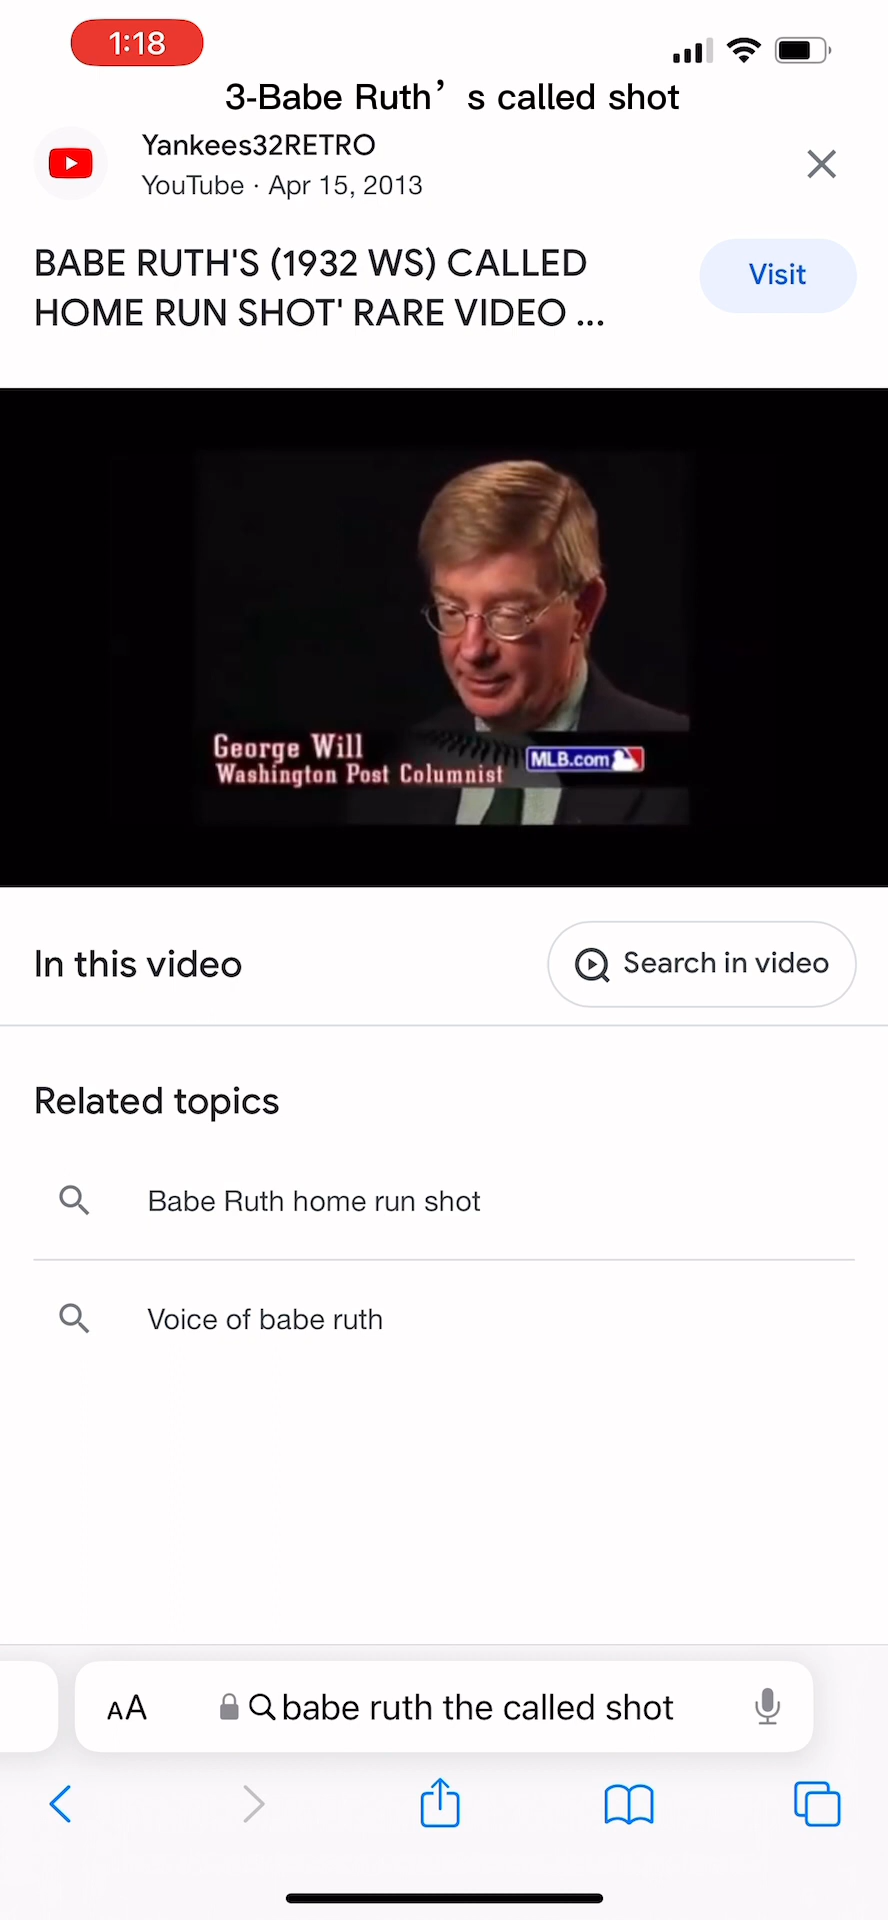 1:18
3-Babe Ruth’ s called shot
Yankees32RETRO
YouTube · Apr 15, 2013
BABE RUTH'S (1932 WS) CALLED
HOME RUN SHOT' RARE VIDEO ...
Visit
George Will
Washington Post Columnist
MLB.com
In this video
Search in video
Related topics
Babe Ruth home run shot
Voice of babe ruth
AA
babe ruth the called shot